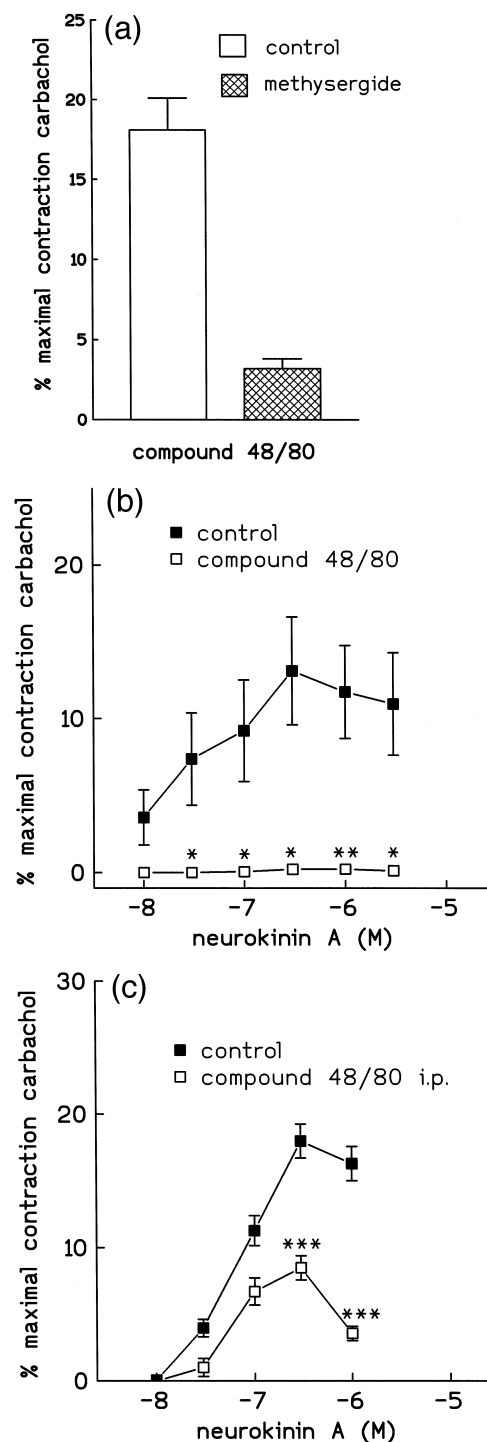 (a)
25
20
15
10
5
0
% maximal contraction carbachol
control
methysergide
compound 48/80
(b)
control
compound 48/80
20
10
0
% maximal contraction carbachol
* * * ** *
-8 -7 -6 -5
neurokinin A (M)
(c)
30
20
10
0
% maximal contraction carbachol
control
compound 48/80 i.p.
***
***
-8 -7 -6 -5
neurokinin A (M)